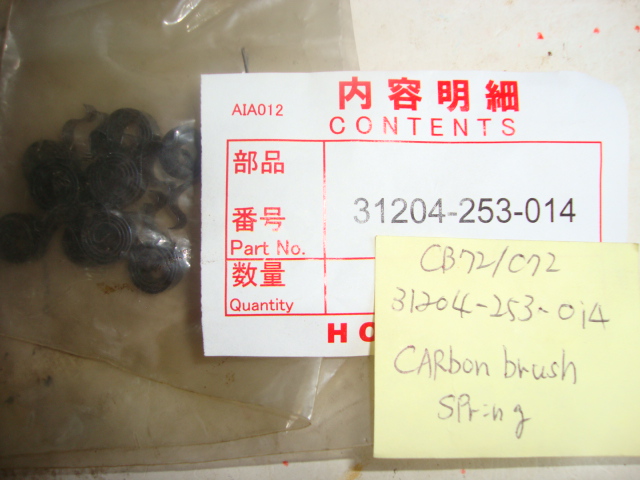 AIA012
内容明細
CONTENTS
部品
番号
Part No.
31204-253-014
数量
Quantity
HO
CB72/C72
31204-253-014
CARbon brush
SPring